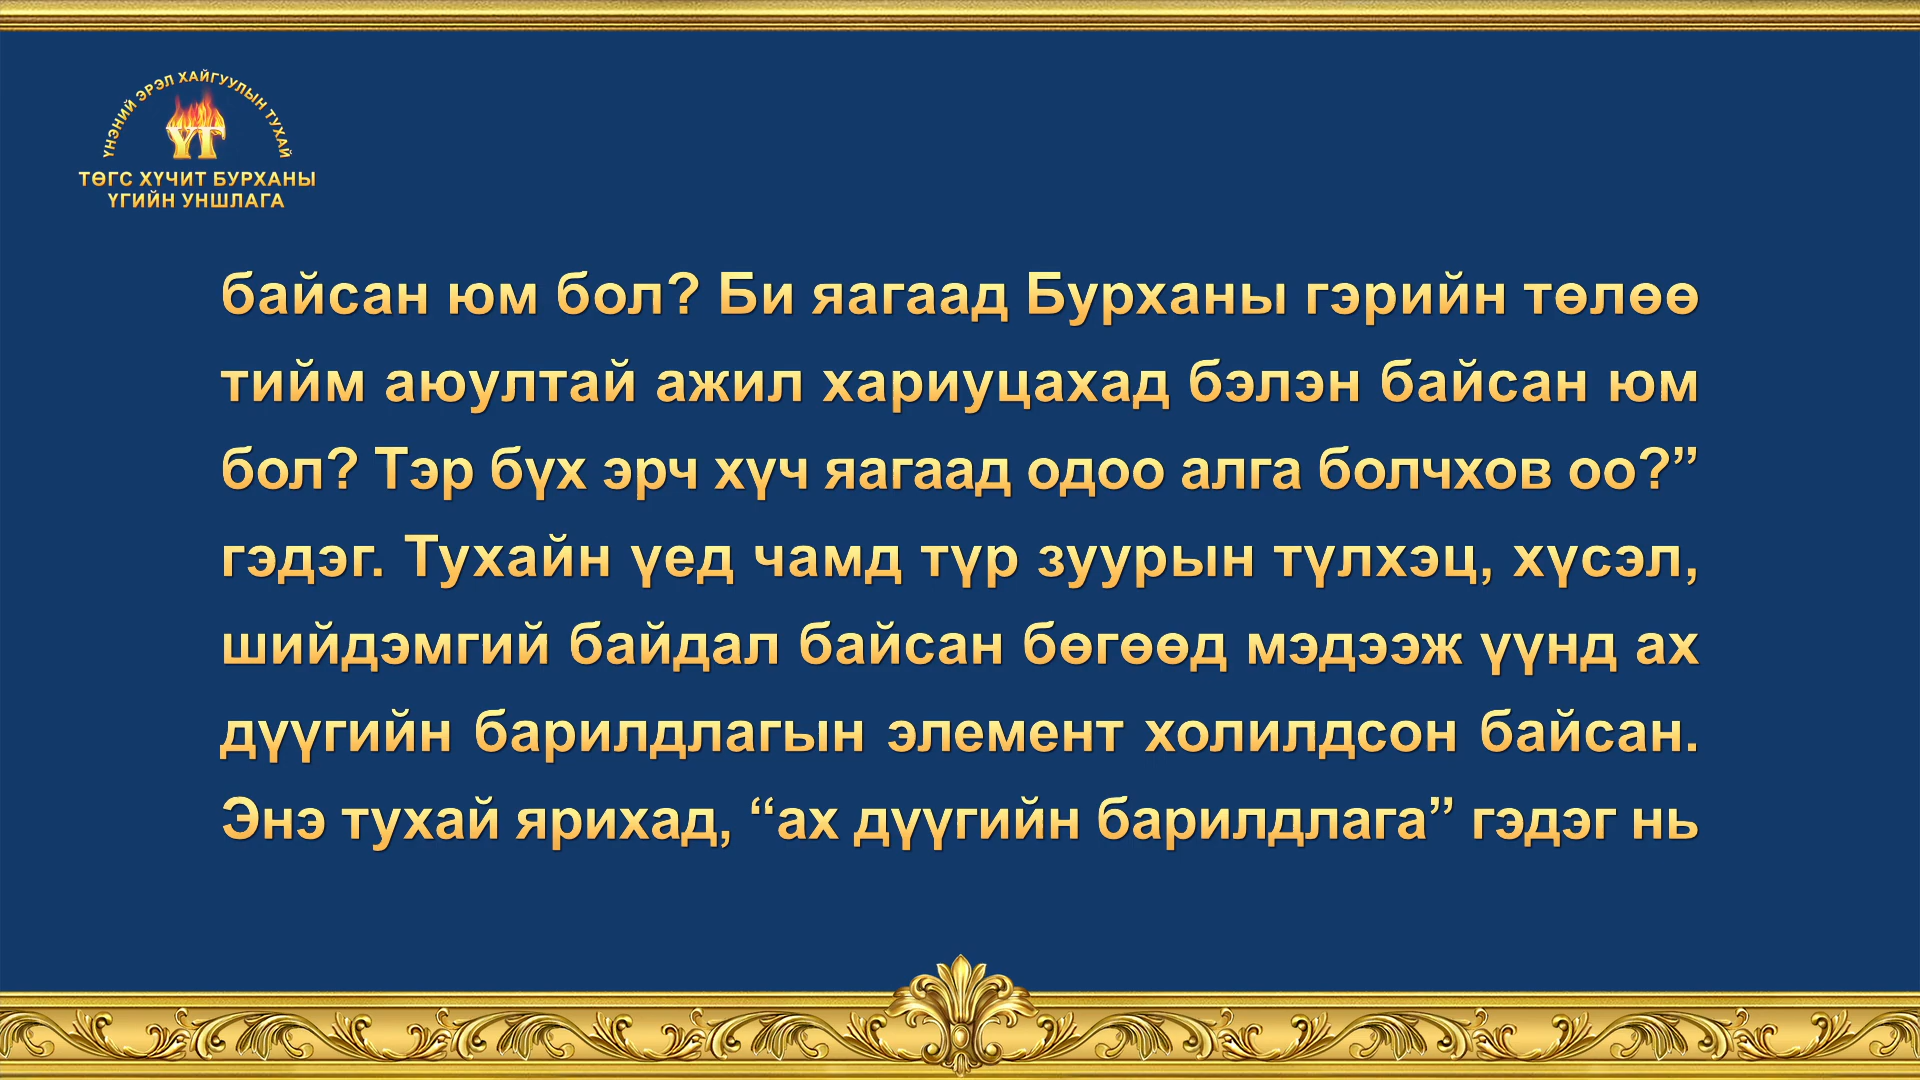 ҮНЭНИЙ ЭРЭЛ ХАЙГУУЛЫН ТУХАЙ
ҮГ
ТӨГС ХҮЧИТ БУРХАНЫ
ҮГИЙН УНШЛАГА
байсан юм бол? Би яагаад Бурханы гэрийн төлөө
тийм аюултай ажил хариуцахад бэлэн байсан юм
бол? Тэр бүх эрч хүч яагаад одоо алга болчхов оо?”
гэдэг. Тухайн үед чамд түр зуурын түлхэц, хүсэл,
шийдэмгий байдал байсан бөгөөд мэдээж үүнд ах
дүүгийн барилдлагын элемент холилдсон байсан.
Энэ тухай ярихад, “ах дүүгийн барилдлага” гэдэг нь